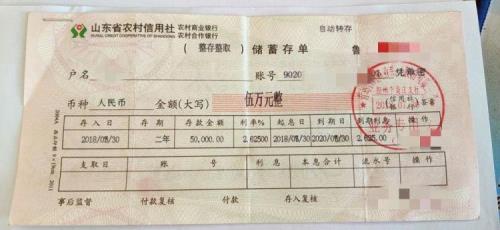 山东省农村信用社 农村商业银行 农村合作银行
RURAL CREDIT COOPERATIVE OF SHANDONG
自动转存
(整存整取) 储蓄存单 鲁
户名 账号 9020 凭
币种 人民币 金额(大写) 伍万元整
存入日 存期 存款金额 利率% 起息日 到期日 到期利息 操作
2018/08/30 二年 50,000.00 2.62500 2018/08/30 2020/08/30 2,625.00
支取日 账号 利息 本息合计 流水号 操作
事后监督 付款复核 付款 存入复核